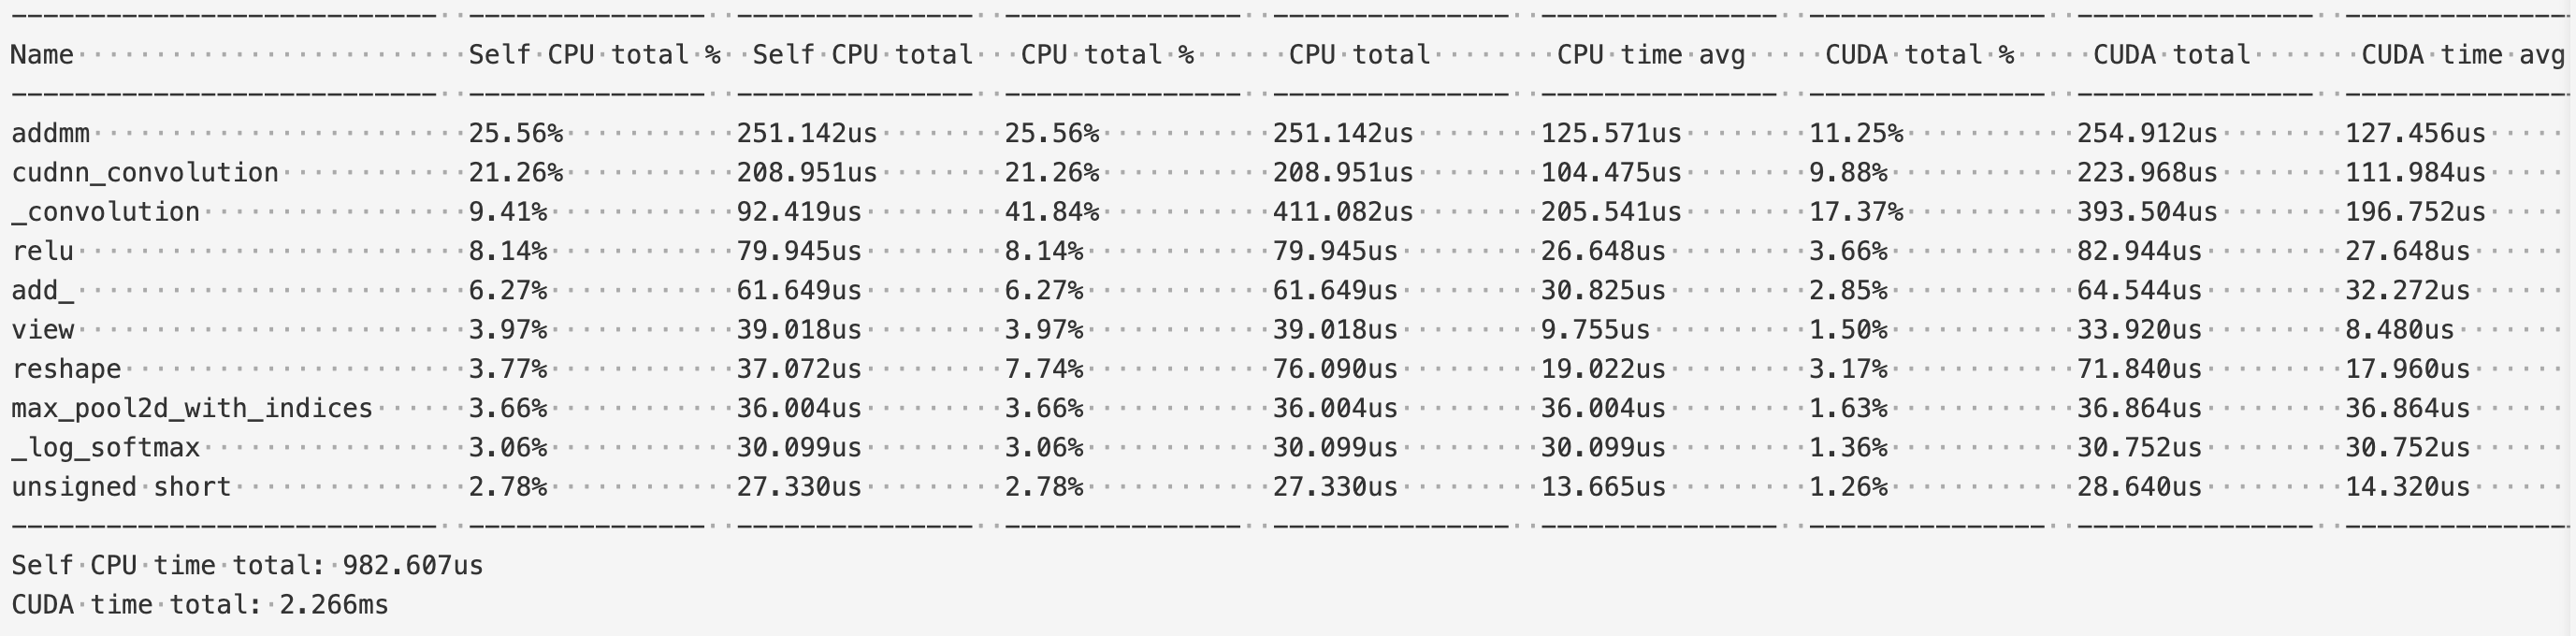 Name Self CPU total % Self CPU total CPU total % CPU total CPU time avg CUDA total % CUDA total CUDA time avg
addmm 25.56% 251.142us 25.56% 251.142us 125.571us 11.25% 254.912us 127.456us
cudnn_convolution 21.26% 208.951us 21.26% 208.951us 104.475us 9.88% 223.968us 111.984us
_convolution 9.41% 92.419us 41.84% 411.082us 205.541us 17.37% 393.504us 196.752us
relu 8.14% 79.945us 8.14% 79.945us 26.648us 3.66% 82.944us 27.648us
add_ 6.27% 61.649us 6.27% 61.649us 30.825us 2.85% 64.544us 32.272us
view 3.97% 39.018us 3.97% 39.018us 9.755us 1.50% 33.920us 8.480us
reshape 3.77% 37.072us 7.74% 76.090us 19.022us 3.17% 71.840us 17.960us
max_pool2d_with_indices 3.66% 36.004us 3.66% 36.004us 36.004us 1.63% 36.864us 36.864us
_log_softmax 3.06% 30.099us 3.06% 30.099us 30.099us 1.36% 30.752us 30.752us
unsigned short 2.78% 27.330us 2.78% 27.330us 13.665us 1.26% 28.640us 14.320us
Self CPU time total: 982.607us
CUDA time total: 2.266ms